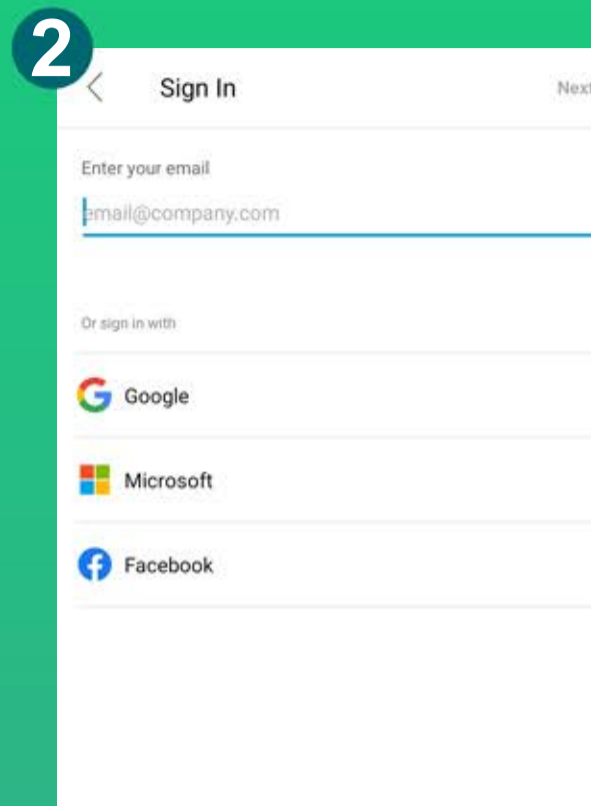 2
Sign In
Next
Enter your email
email@company.com
Or sign in with
Google
Microsoft
Facebook